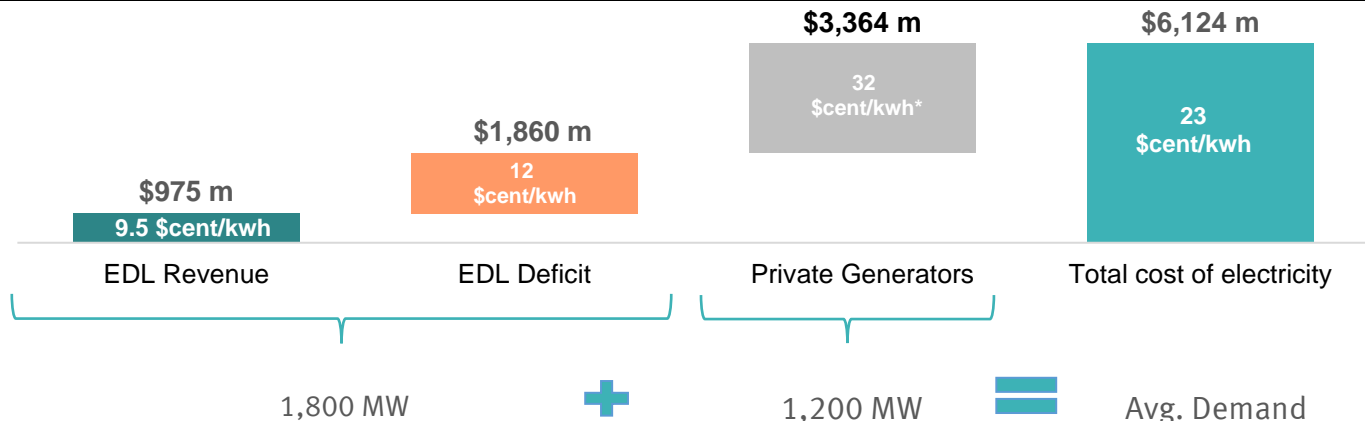 $3,364 m
$6,124 m
32
$cent/kwh*
23
$cent/kwh
$1,860 m
12
$cent/kwh
$975 m
9.5 $cent/kwh
EDL Revenue
EDL Deficit
Private Generators
Total cost of electricity
1,800 MW
1,200 MW
Avg. Demand